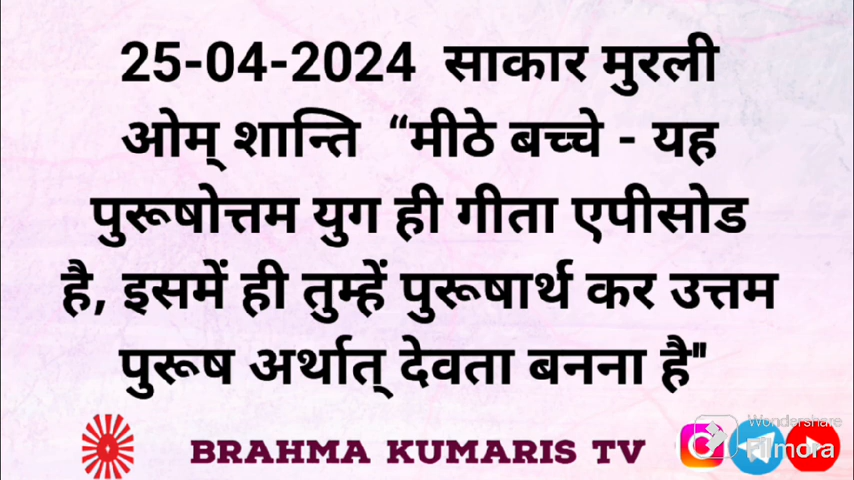 25-04-2024 साकार मुरली
ओम् शान्ति “मीठे बच्चे - यह
पुरूषोत्तम युग ही गीता एपीसोड
है, इसमें ही तुम्हें पुरूषार्थ कर उत्तम
पुरूष अर्थात् देवता बनना है"
BRAHMA KUMARIS TV
Wondershare
Filmora